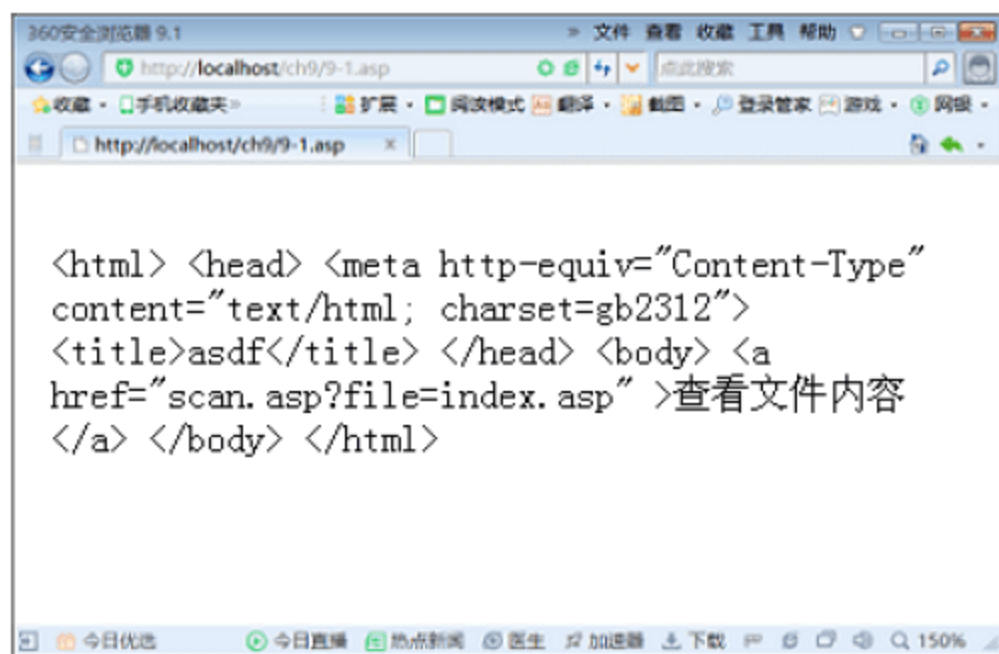 360安全浏览器 9.1
» 文件 查看 收藏 工具 帮助
http://localhost/ch9/9-1.asp
点此搜索
收藏 手机收藏夹» 扩展 阅读模式 翻译 截图 登录管家 游戏 网银
http://localhost/ch9/9-1.asp ×
<html> <head> <meta http-equiv="Content-Type"
content="text/html; charset=gb2312">
<title>asdf</title> </head> <body> <a
href="scan.asp?file=index.asp" >查看文件内容
</a> </body> </html>
今日优选 今日直播 热点新闻 医生 加速器 下载 150%